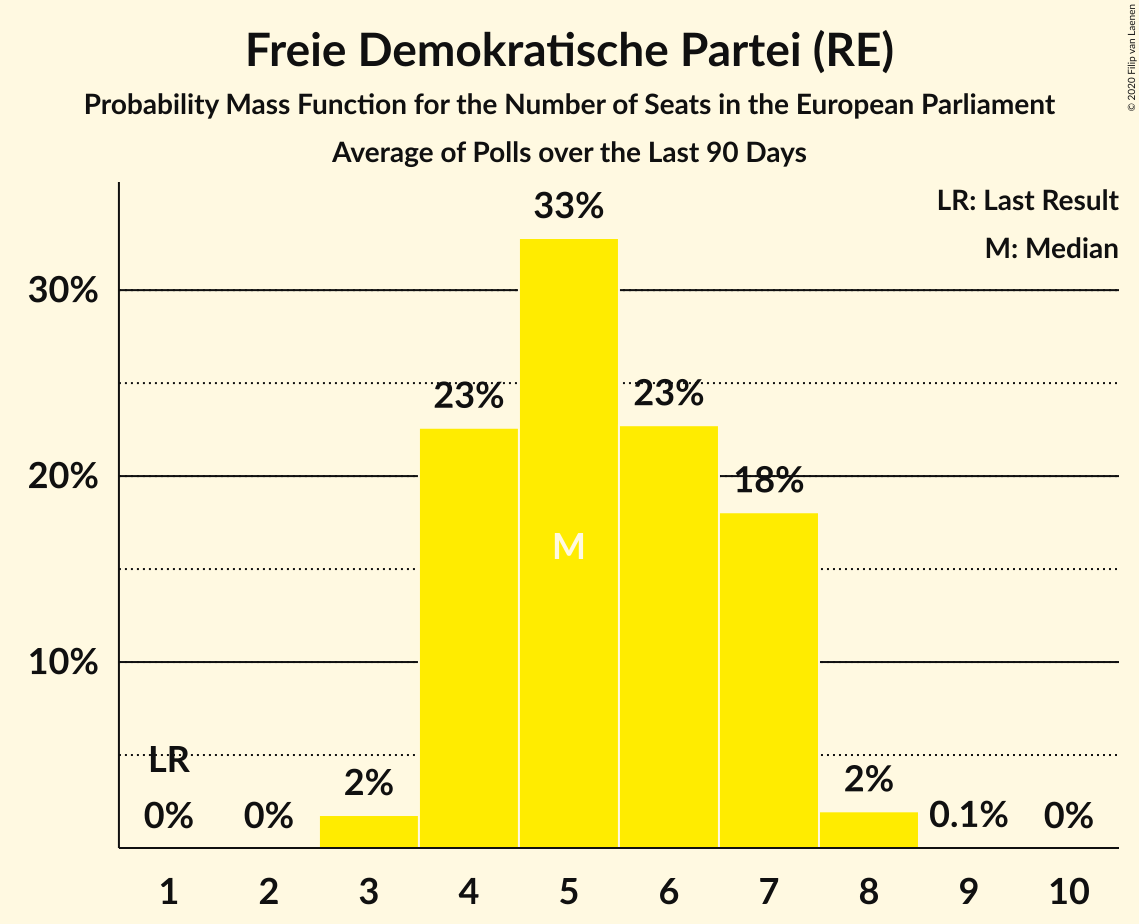 Freie Demokratische Partei (RE)
Probability Mass Function for the Number of Seats in the European Parliament
Average of Polls over the Last 90 Days
© 2020 Filip van Laenen
LR: Last Result
M: Median
33%
30%
23%
23%
20%
18%
M
10%
LR
0%
0%
2%
2%
0.1%
0%
1 2 3 4 5 6 7 8 9 10